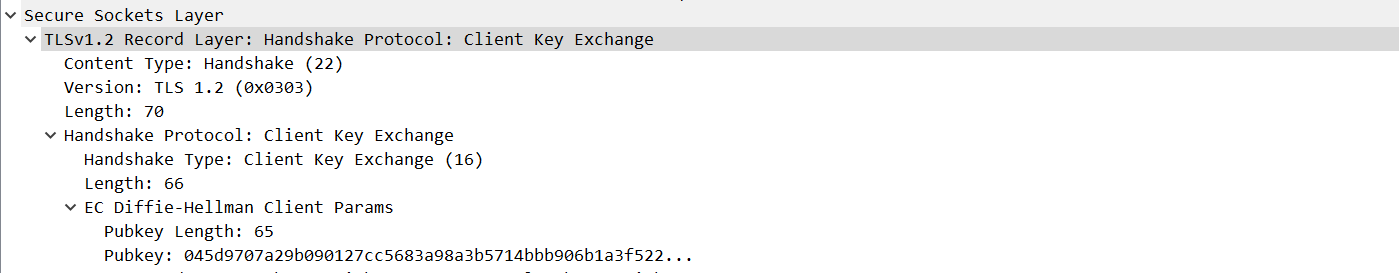 Secure Sockets Layer
TLSv1.2 Record Layer: Handshake Protocol: Client Key Exchange
Content Type: Handshake (22)
Version: TLS 1.2 (0x0303)
Length: 70
Handshake Protocol: Client Key Exchange
Handshake Type: Client Key Exchange (16)
Length: 66
EC Diffie-Hellman Client Params
Pubkey Length: 65
Pubkey: 045d9707a29b090127cc5683a98a3b5714bbb906b1a3f522...